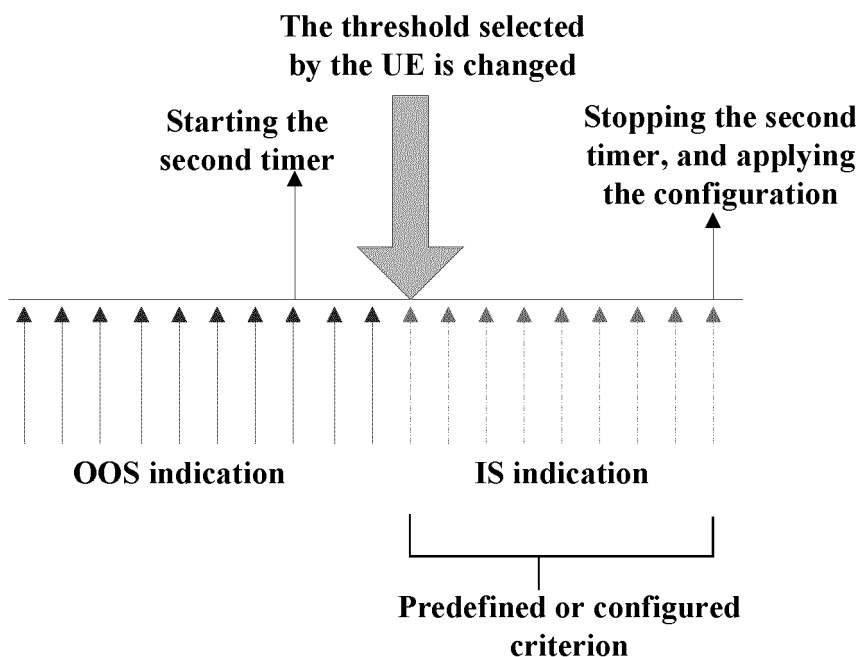 The threshold selected
by the UE is changed
Starting the
second timer
Stopping the second
timer, and applying
the configuration
OOS indication
IS indication
Predefined or configured
criterion